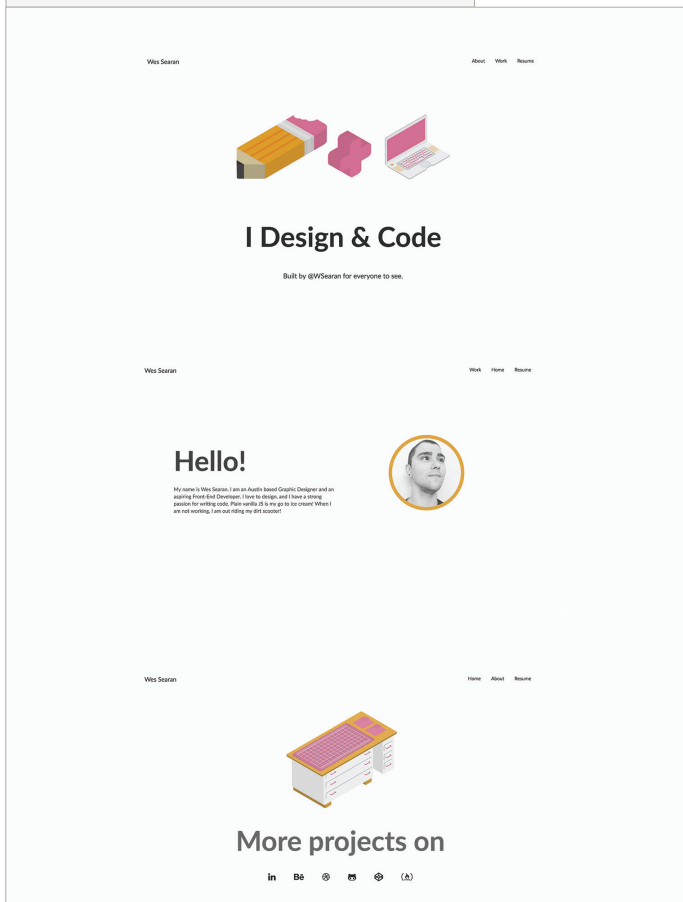 Wes Searan
About Work Resume
I Design & Code
Built by @WSearan for everyone to see.
Wes Searan
Work Home Resume
Hello!
My name is Wes Searan. I am an Austin based Graphic Designer and an
aspiring Front-End Developer. I love to design, and I have a strong
passion for writing code. Plain vanilla JS is my go to ice cream! When I
am not working, I am out riding my dirt scooter!
Wes Searan
Home About Resume
More projects on
in Bē